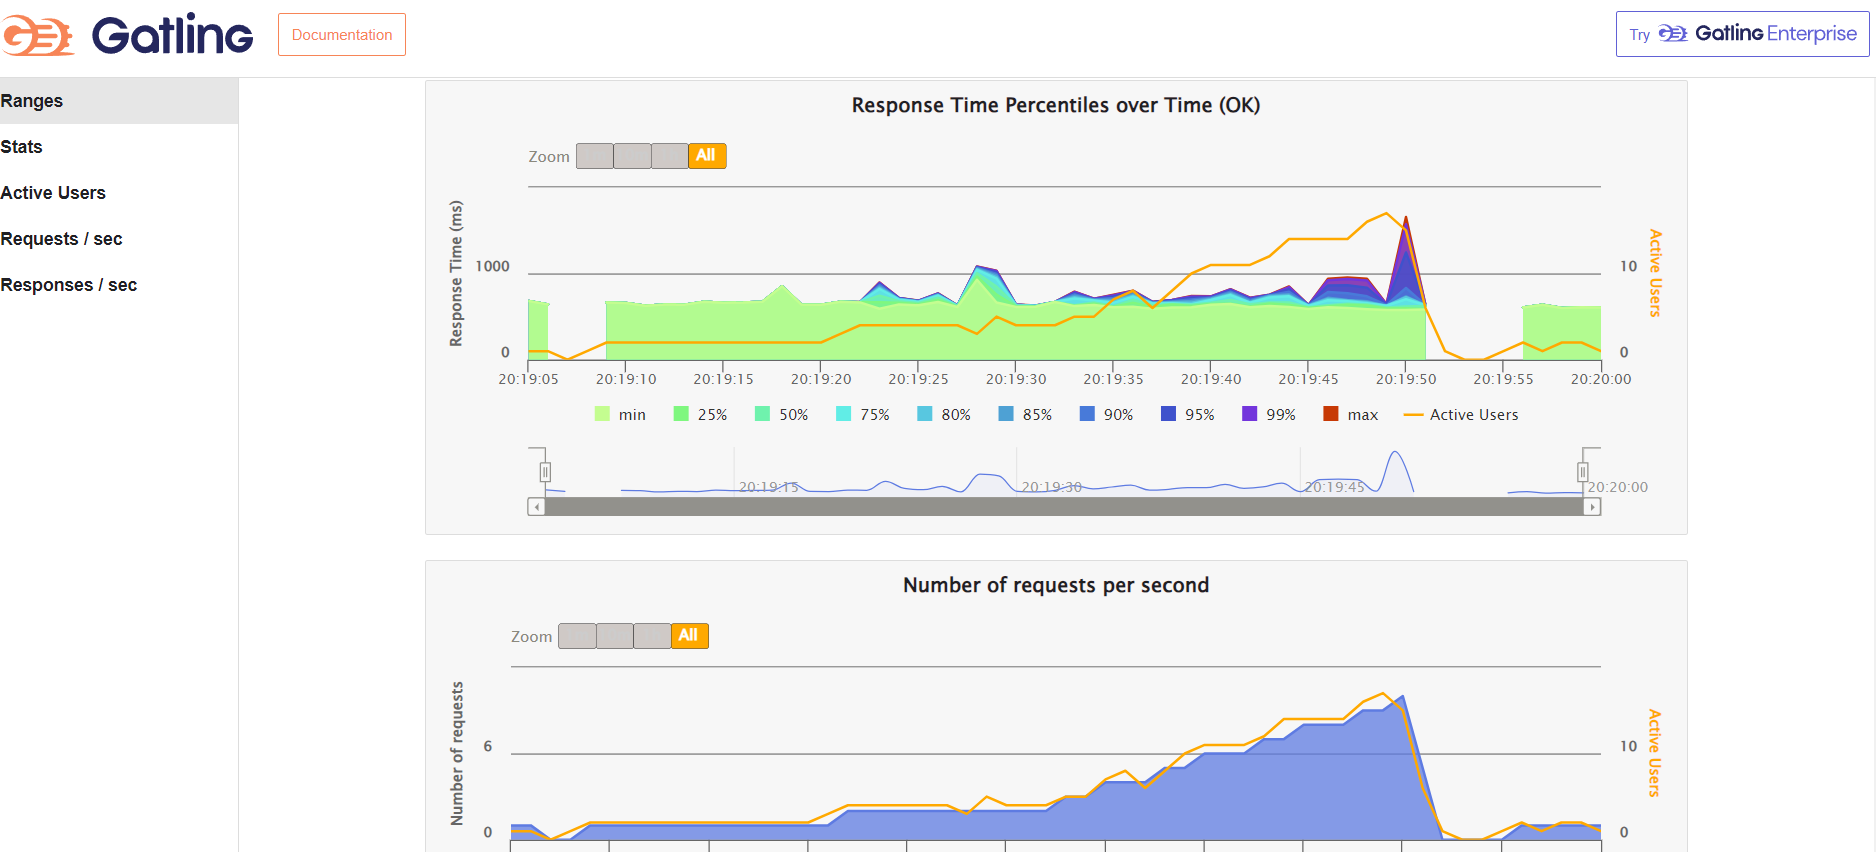 Gatling
Documentation
Try Gatling Enterprise
Ranges
Stats
Active Users
Requests / sec
Responses / sec
Response Time Percentiles over Time (OK)
Zoom All
Response Time (ms)
1000
0
Active Users
10
0
20:19:05 20:19:10 20:19:15 20:19:20 20:19:25 20:19:30 20:19:35 20:19:40 20:19:45 20:19:50 20:19:55 20:20:00
min 25% 50% 75% 80% 85% 90% 95% 99% max Active Users
20:19:15 20:19:30 20:19:45 20:20:00
Number of requests per second
Zoom All
Number of requests
6
0
Active Users
10
0